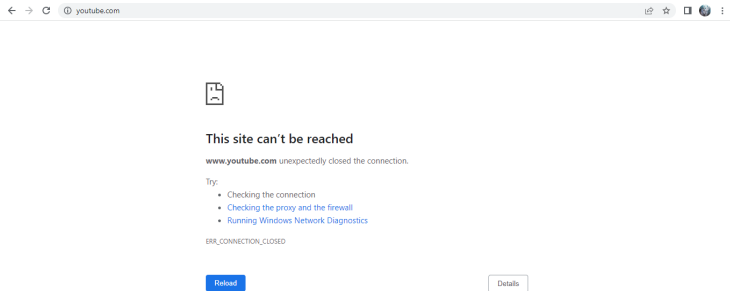 youtube.com
This site can't be reached
www.youtube.com unexpectedly closed the connection.
Try:
Checking the connection
Checking the proxy and the firewall
Running Windows Network Diagnostics
ERR_CONNECTION_CLOSED
Reload
Details